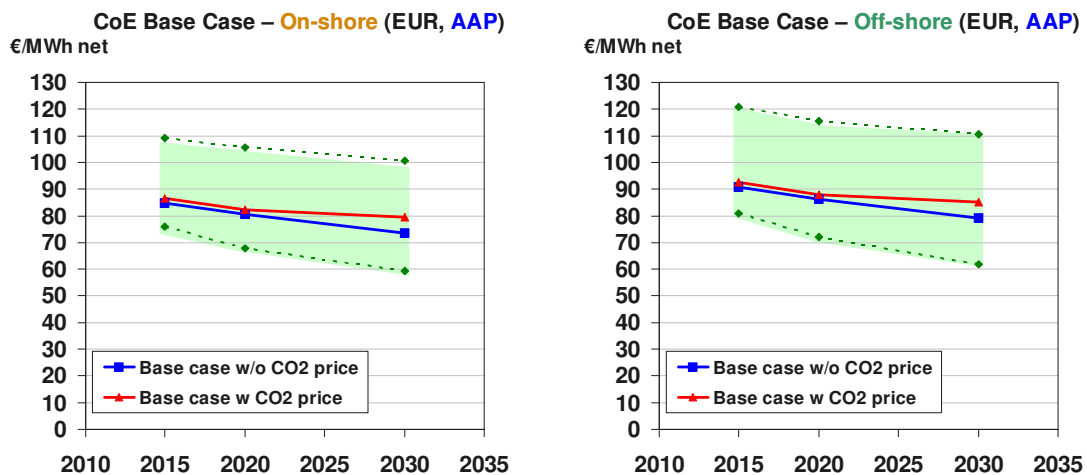 CoE Base Case – On-shore (EUR, AAP)
€/MWh net
130
120
110
100
90
80
70
60
50
40
30
20
10
0
Base case w/o CO2 price
Base case w CO2 price
2010 2015 2020 2025 2030 2035
CoE Base Case – Off-shore (EUR, AAP)
€/MWh net
130
120
110
100
90
80
70
60
50
40
30
20
10
0
Base case w/o CO2 price
Base case w CO2 price
2010 2015 2020 2025 2030 2035